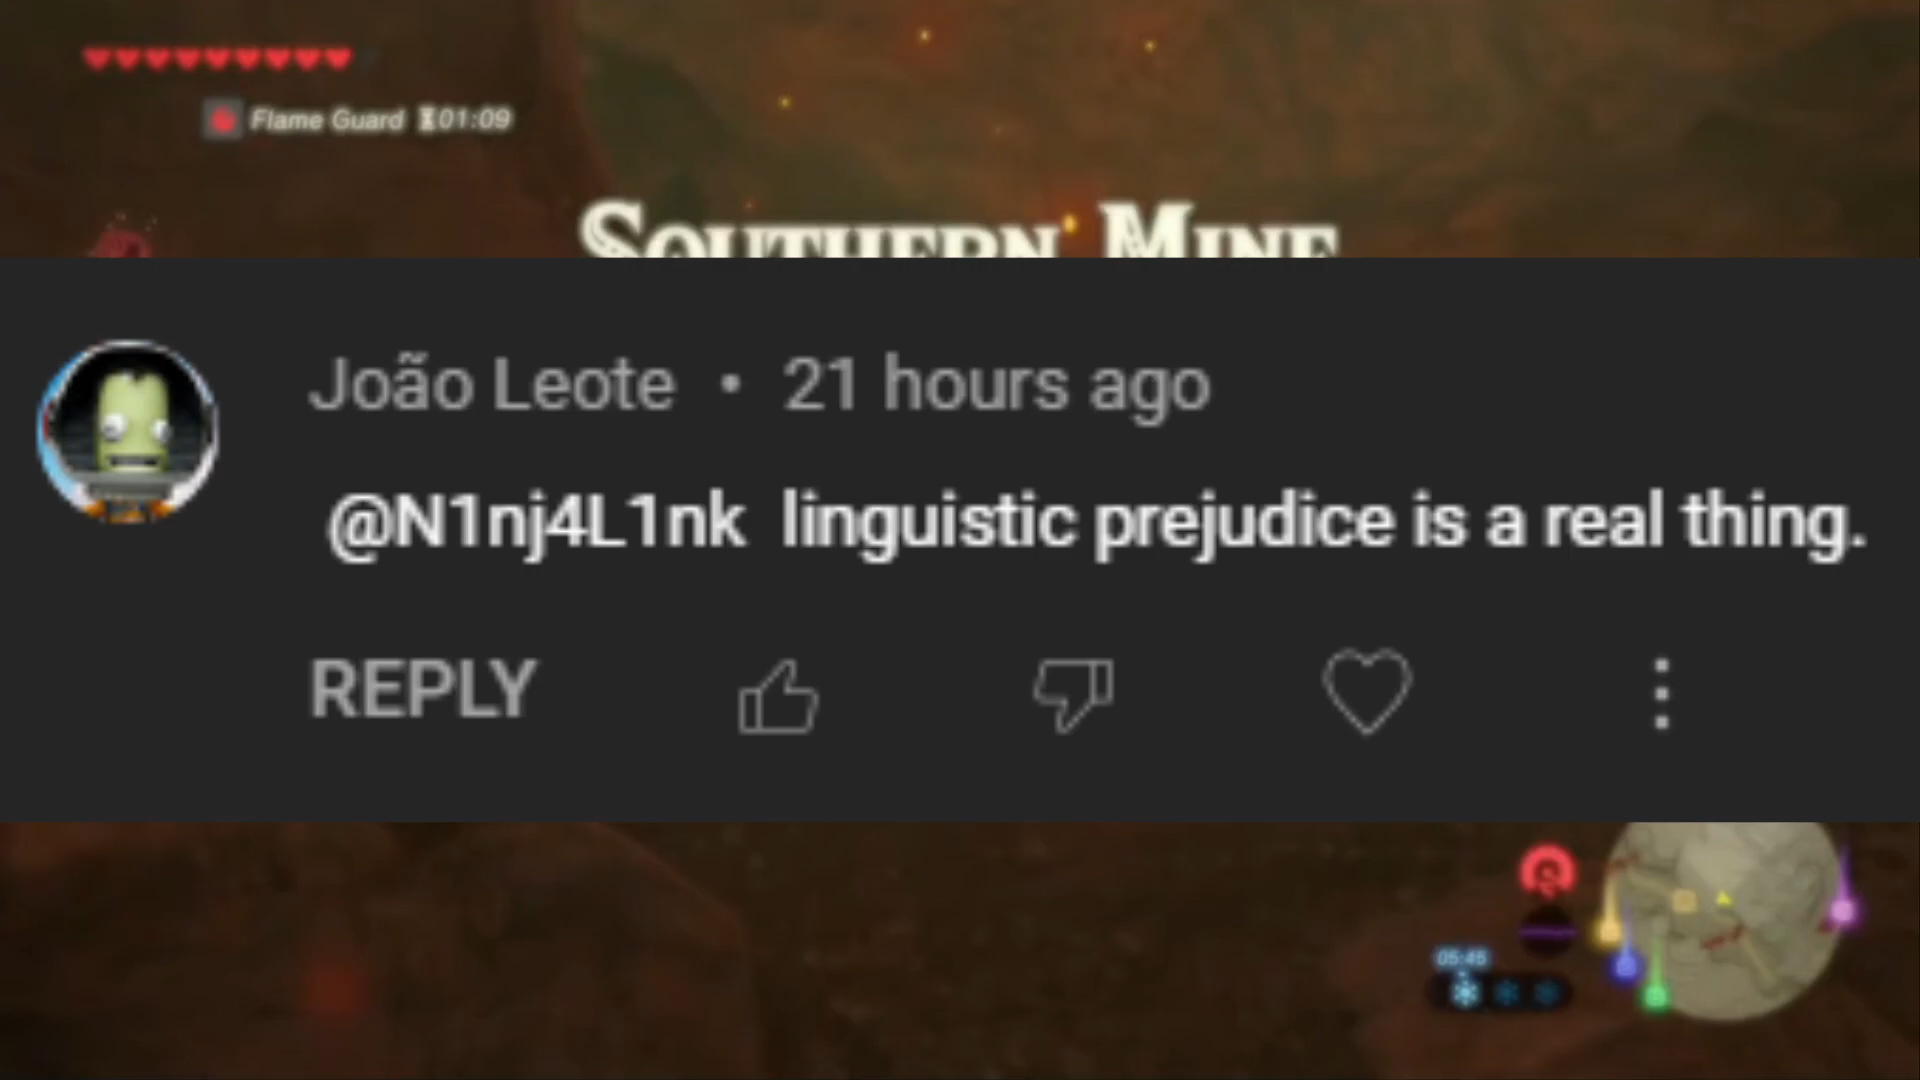 Flame Guard 01:09
SOUTHERN MINE
João Leote • 21 hours ago
@N1nj4L1nk linguistic prejudice is a real thing.
REPLY
05:45